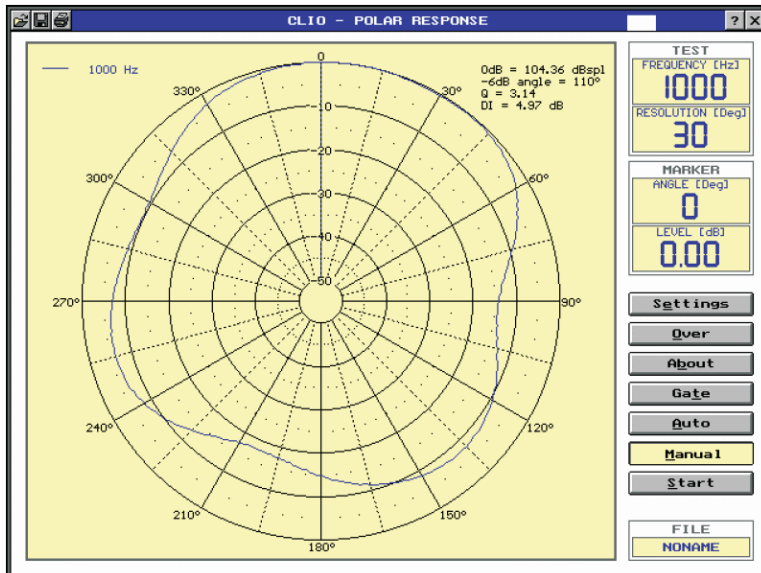 CLIO - POLAR RESPONSE
? X
1000 Hz
0dB = 104.36 dBspl
-6dB angle = 110°
Q = 3.14
DI = 4.97 dB
0
30°
60°
90°
120°
150°
180°
210°
240°
270°
300°
330°
-10
-20
-30
-40
-50
TEST
FREQUENCY [Hz]
1000
RESOLUTION [Deg]
30
MARKER
ANGLE [Deg]
0
LEVEL [dB]
0.00
Settings
Over
About
Gate
Auto
Manual
Start
FILE
NONAME